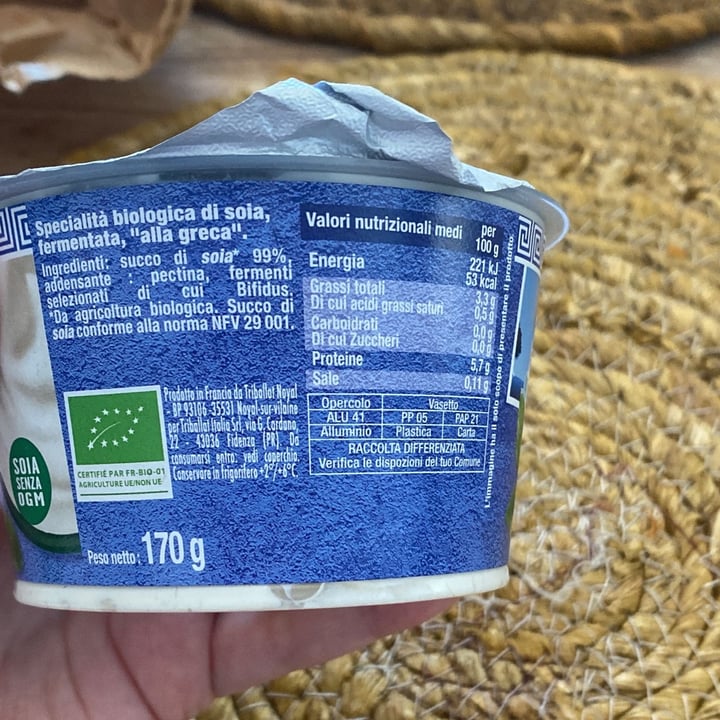 Specialità biologica di soia,
fermentata, "alla greca".
Ingredienti: succo di soia* 99%,
addensante : pectina, fermenti
selezionati di cui Bifidus.
*Da agricoltura biologica. Succo di
soia conforme alla norma NFV 29 001.
Valori nutrizionali medi per
100 g
Energia 221 kJ
53 kcal
Grassi totali 3,3 g
Di cui acidi grassi saturi 0,5 g
Carboidrati 0,0 g
Di cui Zuccheri 0,0 g
Proteine 5,7 g
Sale 0,11 g
Opercolo Vasetto
ALU 41 PP 05 PAP 21
Alluminio Plastica Carta
RACCOLTA DIFFERENZIATA
Verifica le dispozioni del tuo Comune
L'immagine ha il solo scopo di presentare il prodotto.
Prodotto in Francia da Triballat Noyal
BP 93106 35531 Noyal-sur-vilaine
per Triballat Italia Srl, via G. Cardano,
22 43036 Fidenza (PR). Da
consumarsi entro: vedi coperchio.
Conservare in frigorifero +2°/+6°C.
CERTIFIÉ PAR FR-BIO-01
AGRICULTURE UE/NON UE
SOIA
SENZA
OGM
Peso netto: 170 g